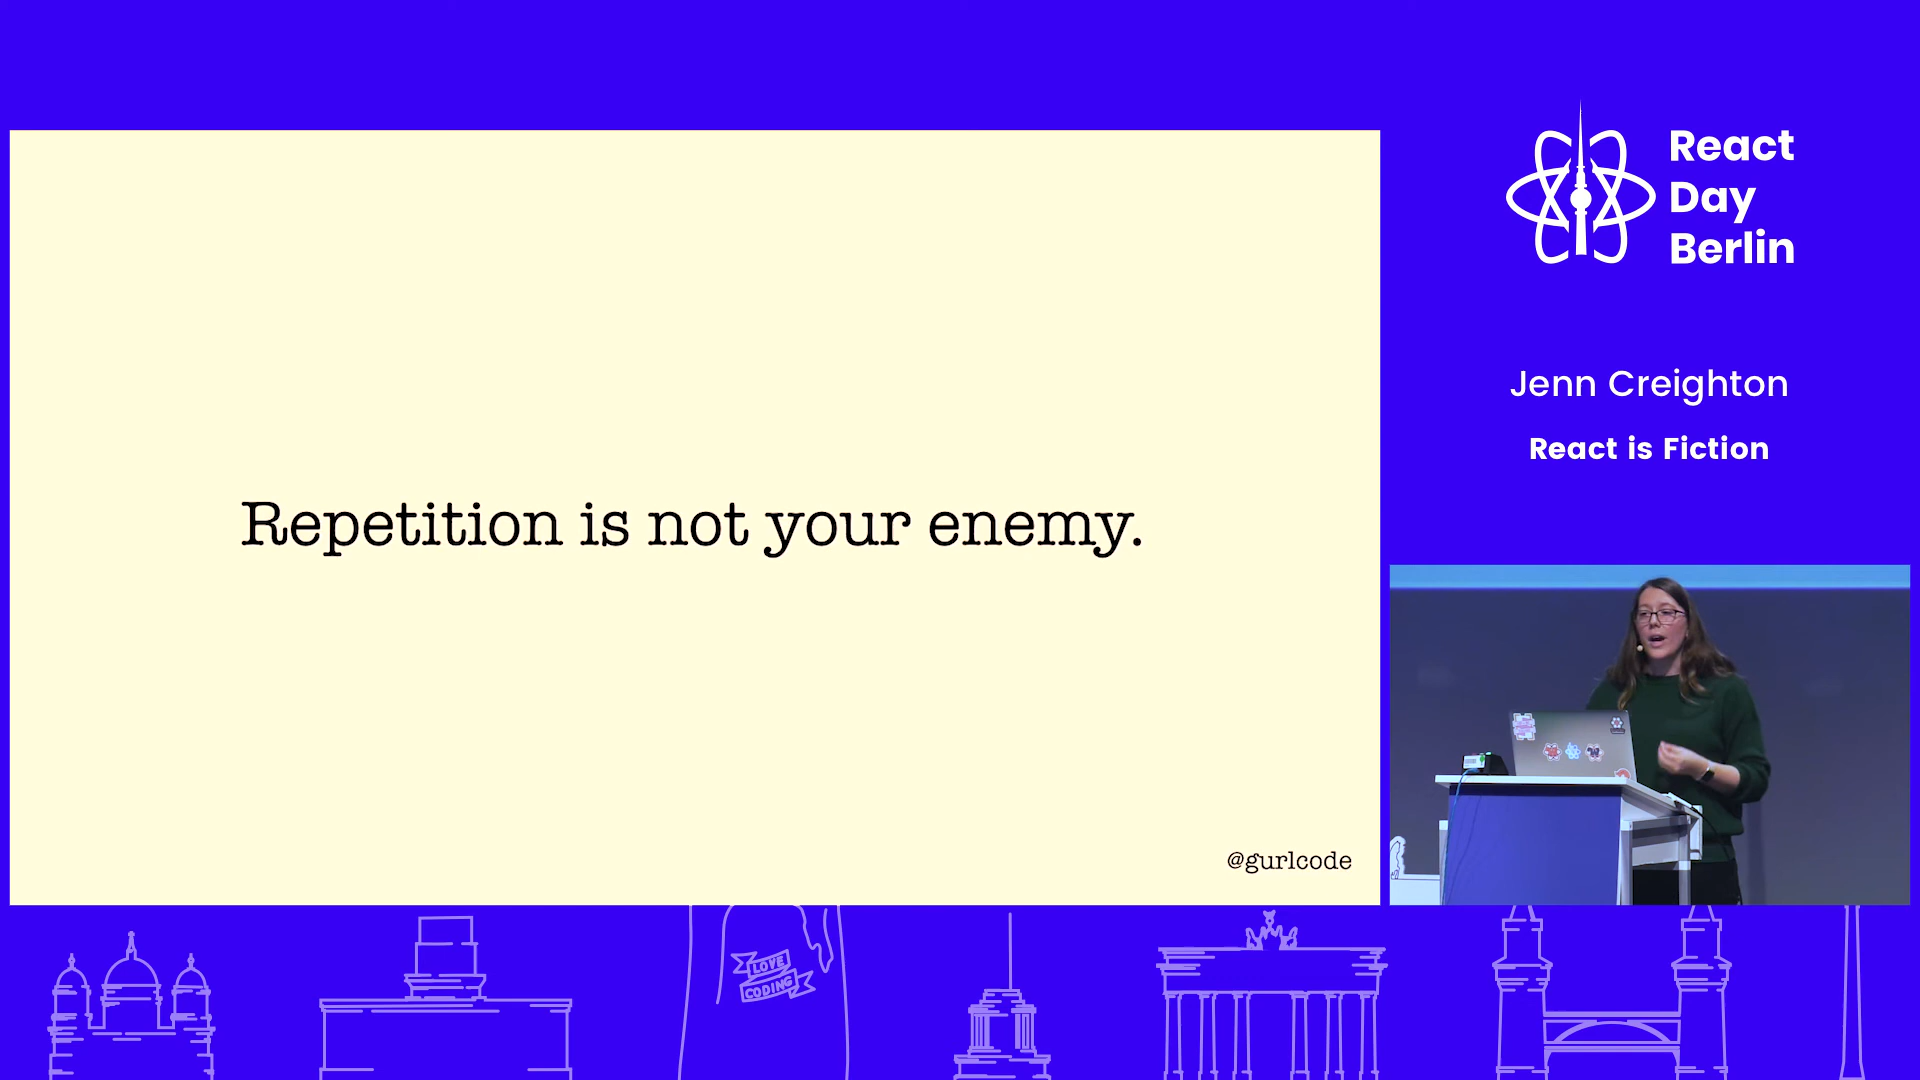 Repetition is not your enemy.
@gurlcode
React
Day
Berlin
Jenn Creighton
React is Fiction
LOVE
CODING